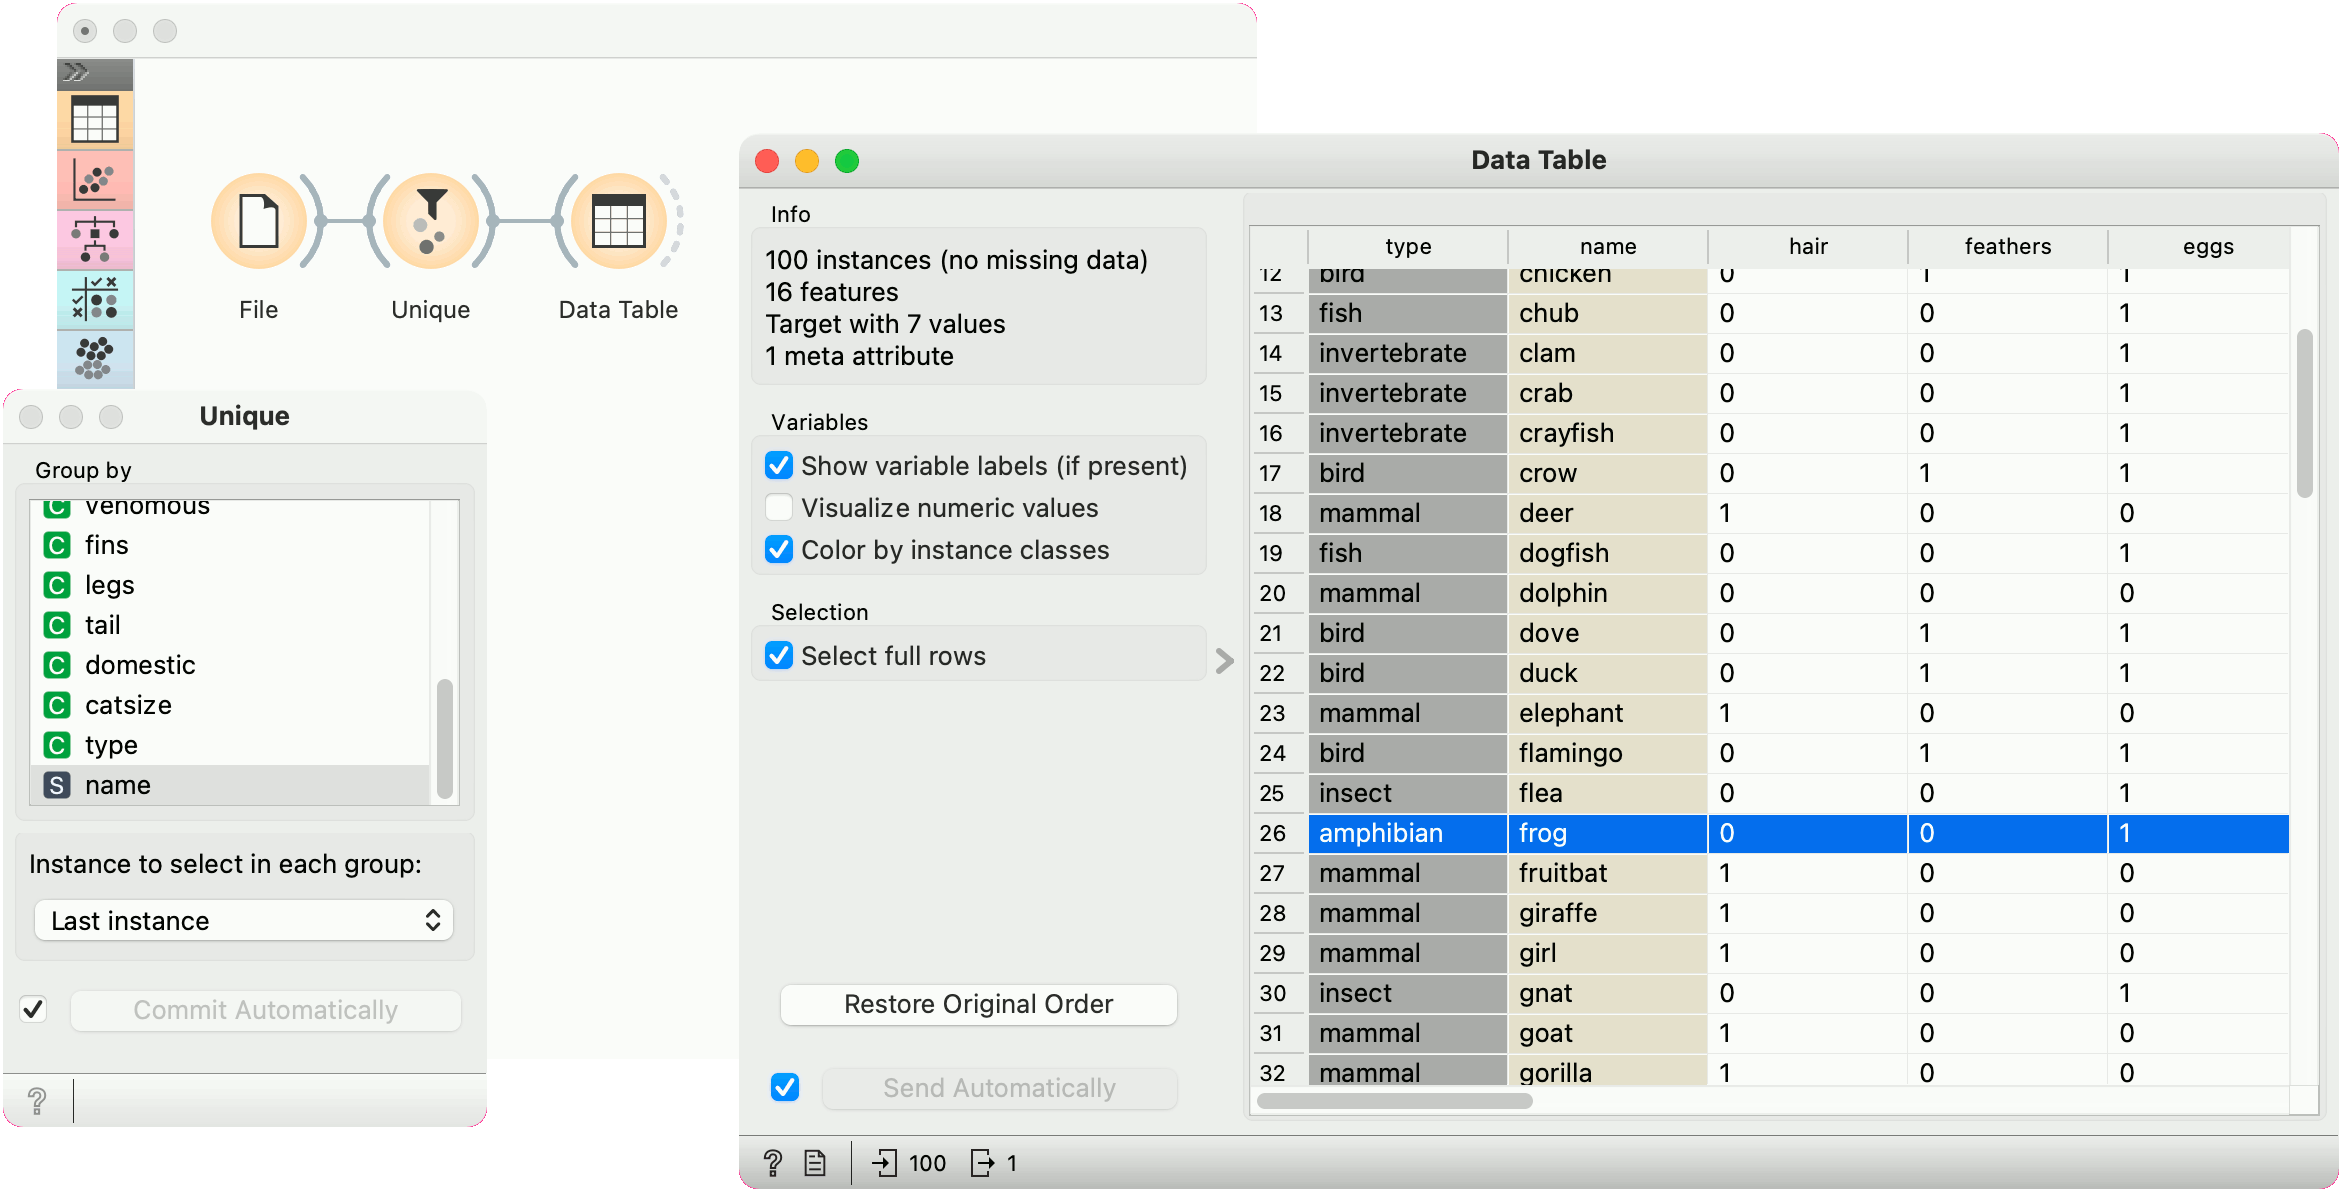 File
Unique
Data Table
Unique
Group by
venomous
C fins
C legs
C tail
C domestic
C catsize
C type
S name
Instance to select in each group:
Last instance
Commit Automatically
?
Data Table
Info
100 instances (no missing data)
16 features
Target with 7 values
1 meta attribute
Variables
Show variable labels (if present)
Visualize numeric values
Color by instance classes
Selection
Select full rows
Restore Original Order
Send Automatically
type name hair feathers eggs
12 bird chicken 0 1 1
13 fish chub 0 0 1
14 invertebrate clam 0 0 1
15 invertebrate crab 0 0 1
16 invertebrate crayfish 0 0 1
17 bird crow 0 1 1
18 mammal deer 1 0 0
19 fish dogfish 0 0 1
20 mammal dolphin 0 0 0
21 bird dove 0 1 1
22 bird duck 0 1 1
23 mammal elephant 1 0 0
24 bird flamingo 0 1 1
25 insect flea 0 0 1
26 amphibian frog 0 0 1
27 mammal fruitbat 1 0 0
28 mammal giraffe 1 0 0
29 mammal girl 1 0 0
30 insect gnat 0 0 1
31 mammal goat 1 0 0
32 mammal gorilla 1 0 0
? 100 1